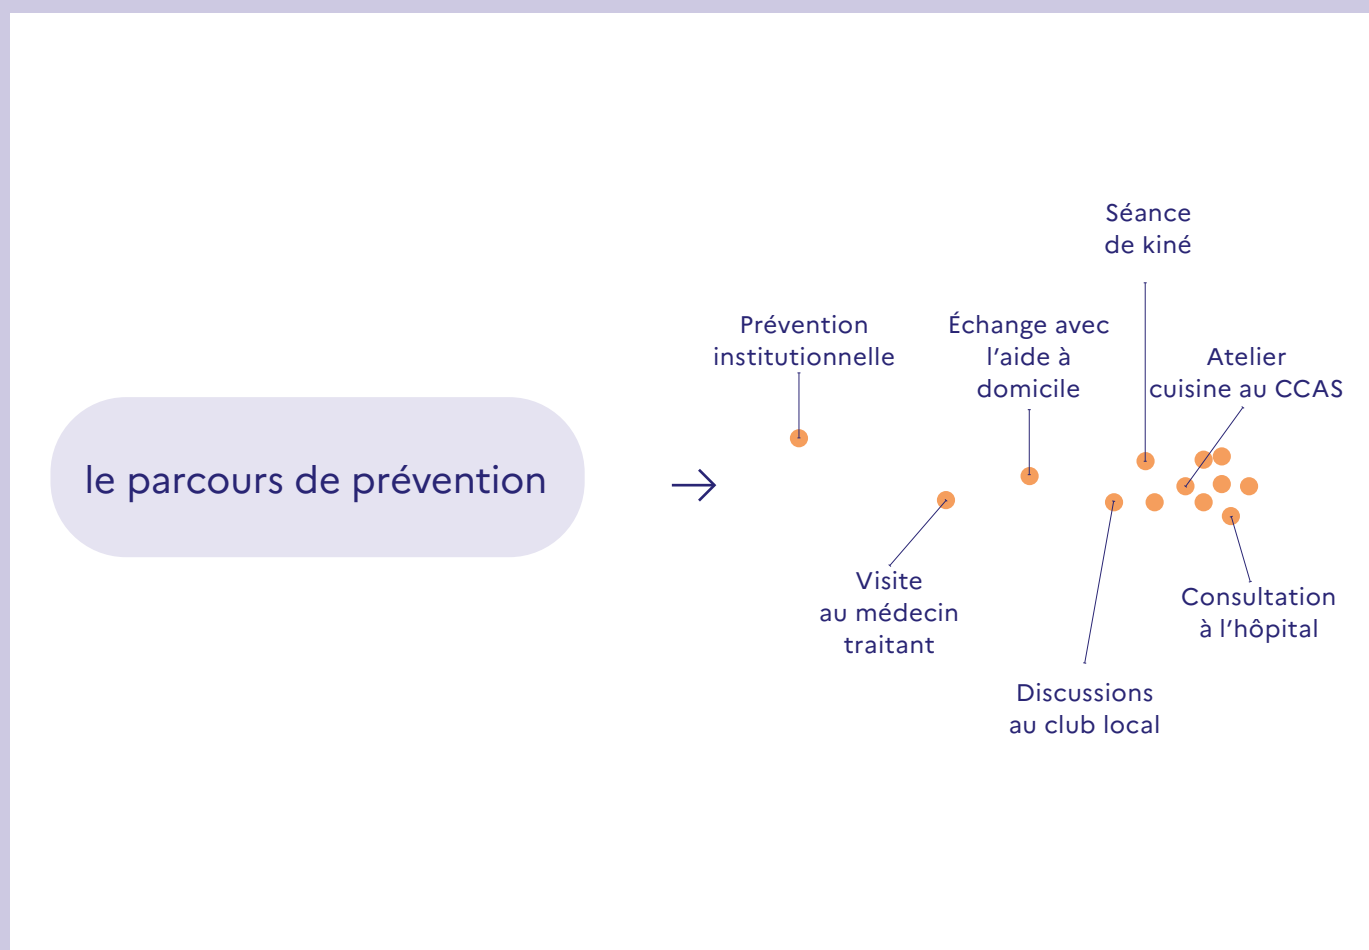 le parcours de prévention
Prévention
institutionnelle
Visite
au médecin
traitant
Échange avec
l'aide à
domicile
Discussions
au club local
Séance
de kiné
Atelier
cuisine au CCAS
Consultation
à l'hôpital